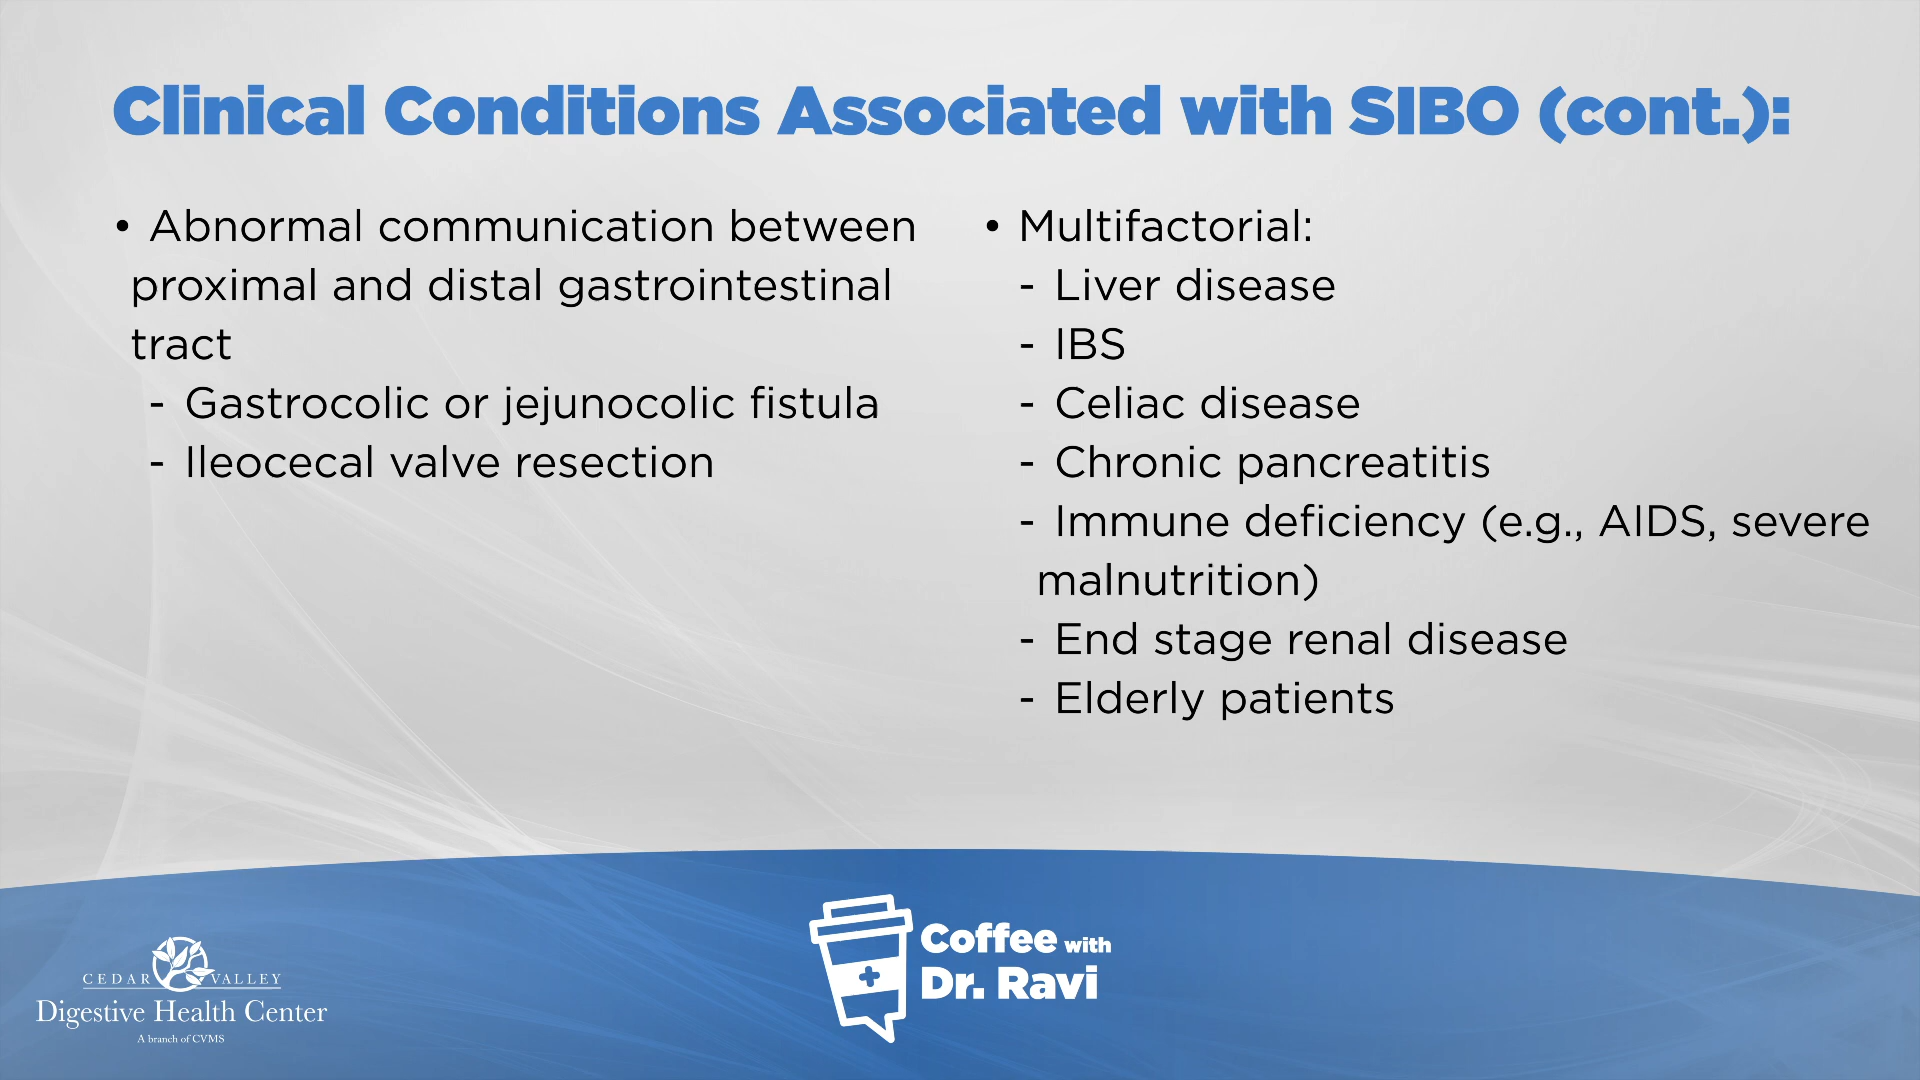 Clinical Conditions Associated with SIBO (cont.):
• Abnormal communication between
proximal and distal gastrointestinal
tract
- Gastrocolic or jejunocolic fistula
- Ileocecal valve resection
• Multifactorial:
- Liver disease
- IBS
- Celiac disease
- Chronic pancreatitis
- Immune deficiency (e.g., AIDS, severe
malnutrition)
- End stage renal disease
- Elderly patients
CEDAR VALLEY
Digestive Health Center
A branch of CVMS
Coffee with
Dr. Ravi